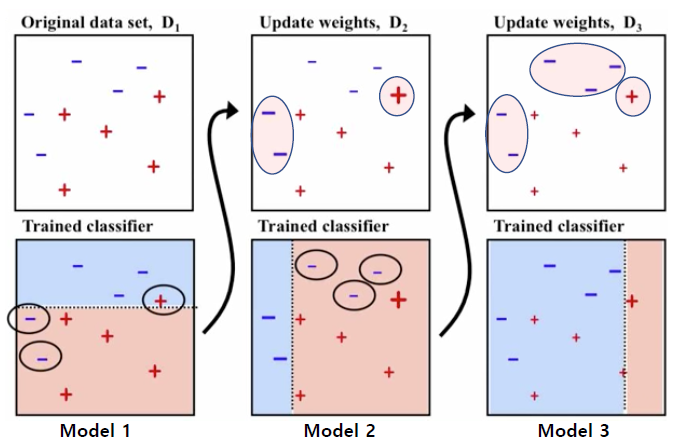 Original data set, D₁
Update weights, D₂
Update weights, D₃
Trained classifier
Trained classifier
Trained classifier
Model 1
Model 2
Model 3